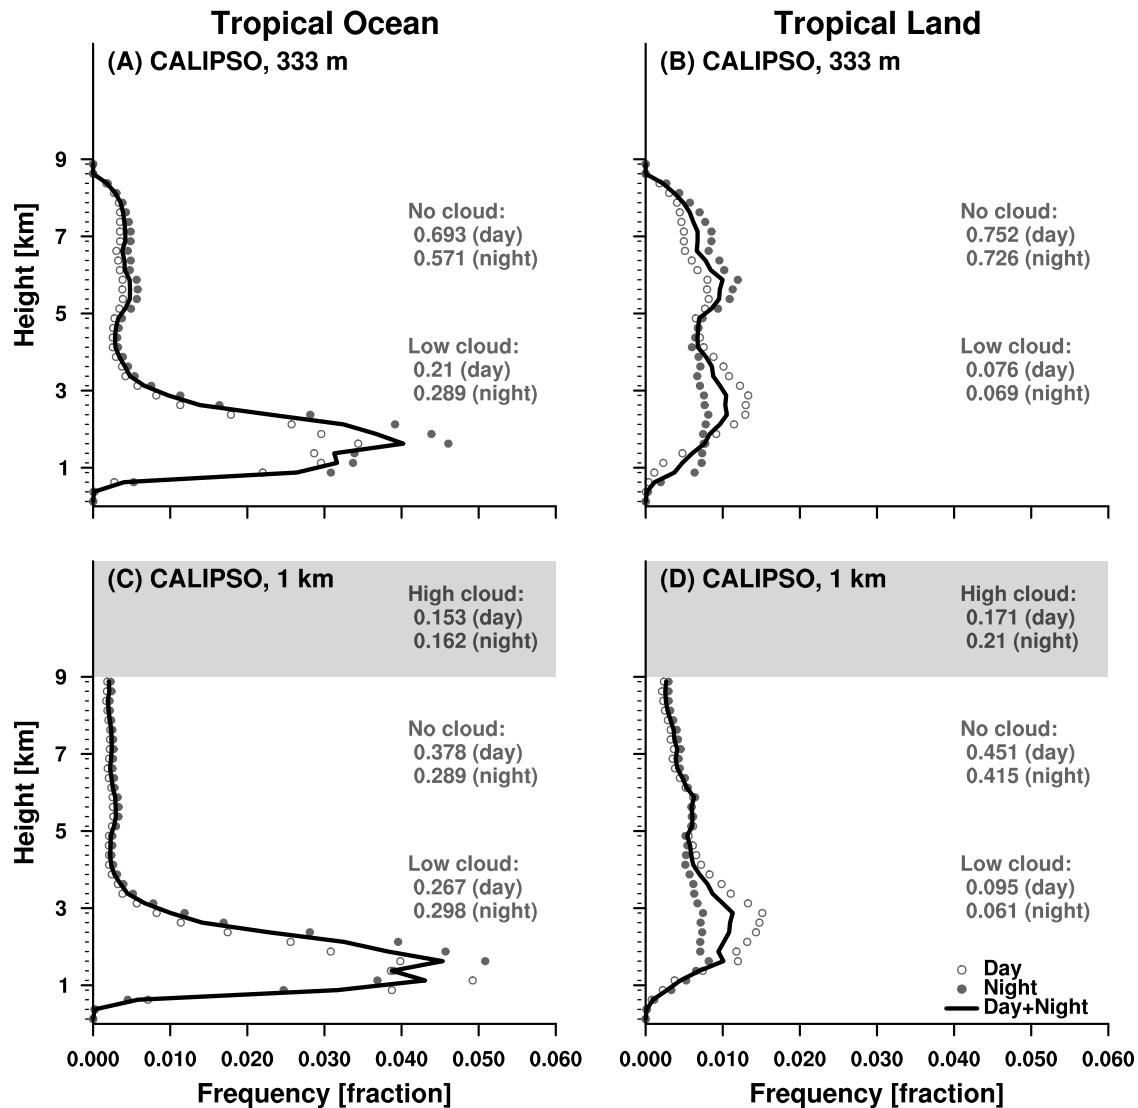 Tropical Ocean
Tropical Land
(A) CALIPSO, 333 m
No cloud:
0.693 (day)
0.571 (night)
Low cloud:
0.21 (day)
0.289 (night)
9
7
5
3
1
Height [km]
(B) CALIPSO, 333 m
No cloud:
0.752 (day)
0.726 (night)
Low cloud:
0.076 (day)
0.069 (night)
(C) CALIPSO, 1 km
High cloud:
0.153 (day)
0.162 (night)
No cloud:
0.378 (day)
0.289 (night)
Low cloud:
0.267 (day)
0.298 (night)
9
7
5
3
1
Height [km]
0.000 0.010 0.020 0.030 0.040 0.050 0.060
Frequency [fraction]
(D) CALIPSO, 1 km
High cloud:
0.171 (day)
0.21 (night)
No cloud:
0.451 (day)
0.415 (night)
Low cloud:
0.095 (day)
0.061 (night)
Day
Night
Day+Night
0.000 0.010 0.020 0.030 0.040 0.050 0.060
Frequency [fraction]